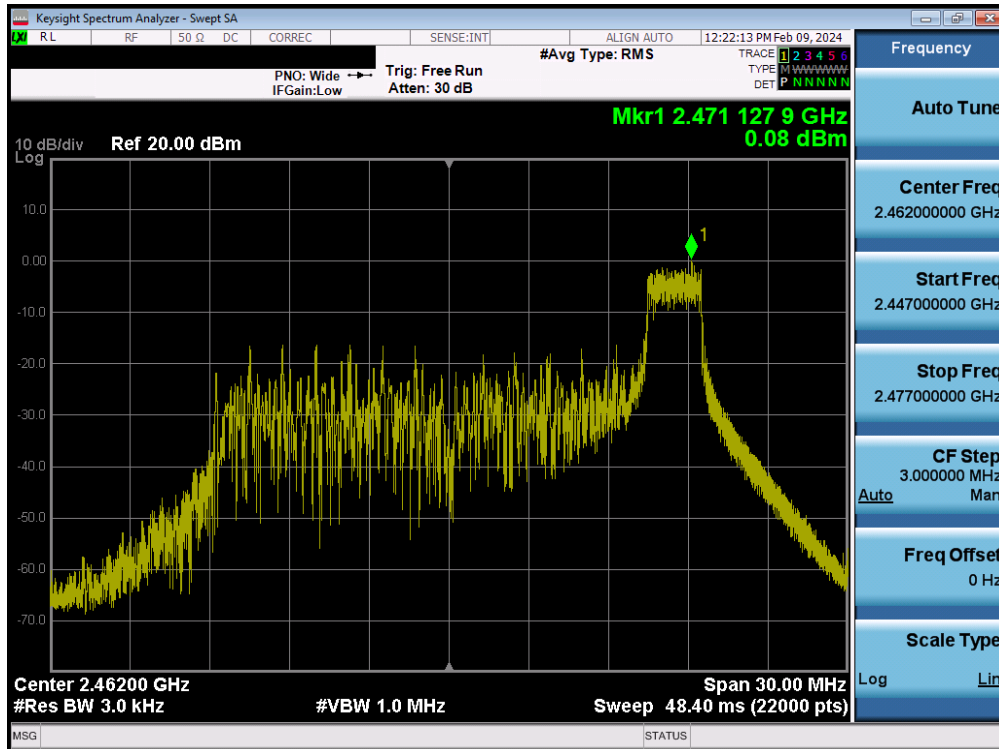 Keysight Spectrum Analyzer - Swept SA
LXI RL RF 50 Ω DC CORREC SENSE:INT ALIGN AUTO 12:22:13 PM Feb 09, 2024
#Avg Type: RMS
TRACE 1 2 3 4 5 6
TYPE M W W W W W
DET P N N N N N
PNO: Wide
IFGain:Low
Trig: Free Run
Atten: 30 dB
Mkr1 2.471 127 9 GHz
0.08 dBm
10 dB/div
Log
Ref 20.00 dBm
10.0
0.00
-10.0
-20.0
-30.0
-40.0
-50.0
-60.0
-70.0
1
Center 2.46200 GHz
Span 30.00 MHz
#Res BW 3.0 kHz
#VBW 1.0 MHz
Sweep 48.40 ms (22000 pts)
MSG
STATUS
Frequency
Auto Tune
Center Freq
2.462000000 GHz
Start Freq
2.447000000 GHz
Stop Freq
2.477000000 GHz
CF Step
3.000000 MHz
Auto Man
Freq Offset
0 Hz
Scale Type
Log Lin